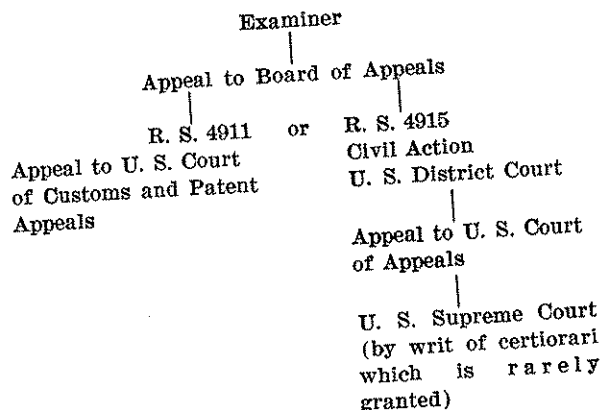 Examiner
Appeal to Board of Appeals
R. S. 4911 or R. S. 4915
Appeal to U. S. Court
of Customs and Patent
Appeals
Civil Action
U. S. District Court
Appeal to U. S. Court
of Appeals
U. S. Supreme Court
(by writ of certiorari
which is rarely
granted)